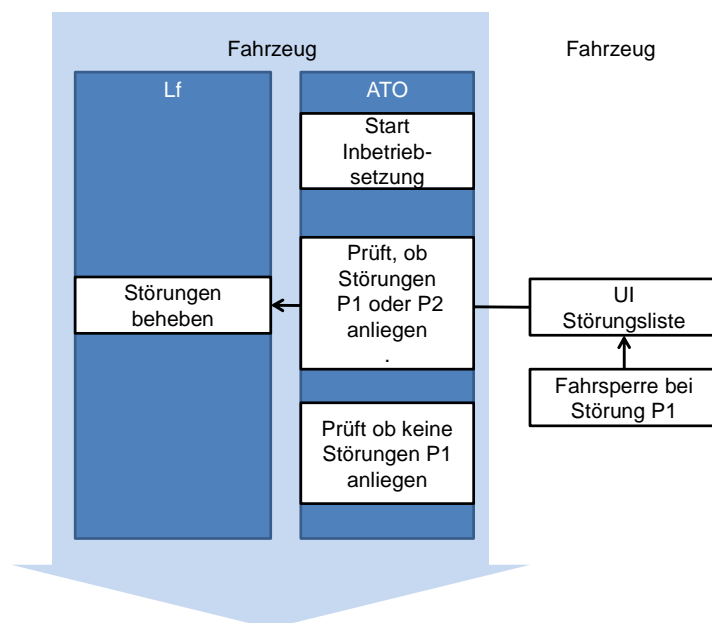 Fahrzeug
Fahrzeug
Lf
ATO
Start
Inbetrieb-
setzung
Prüft, ob
Störungen
P1 oder P2
anliegen
.
Störungen
beheben
UI
Störungsliste
Fahrsperre bei
Störung P1
Prüft ob keine
Störungen P1
anliegen